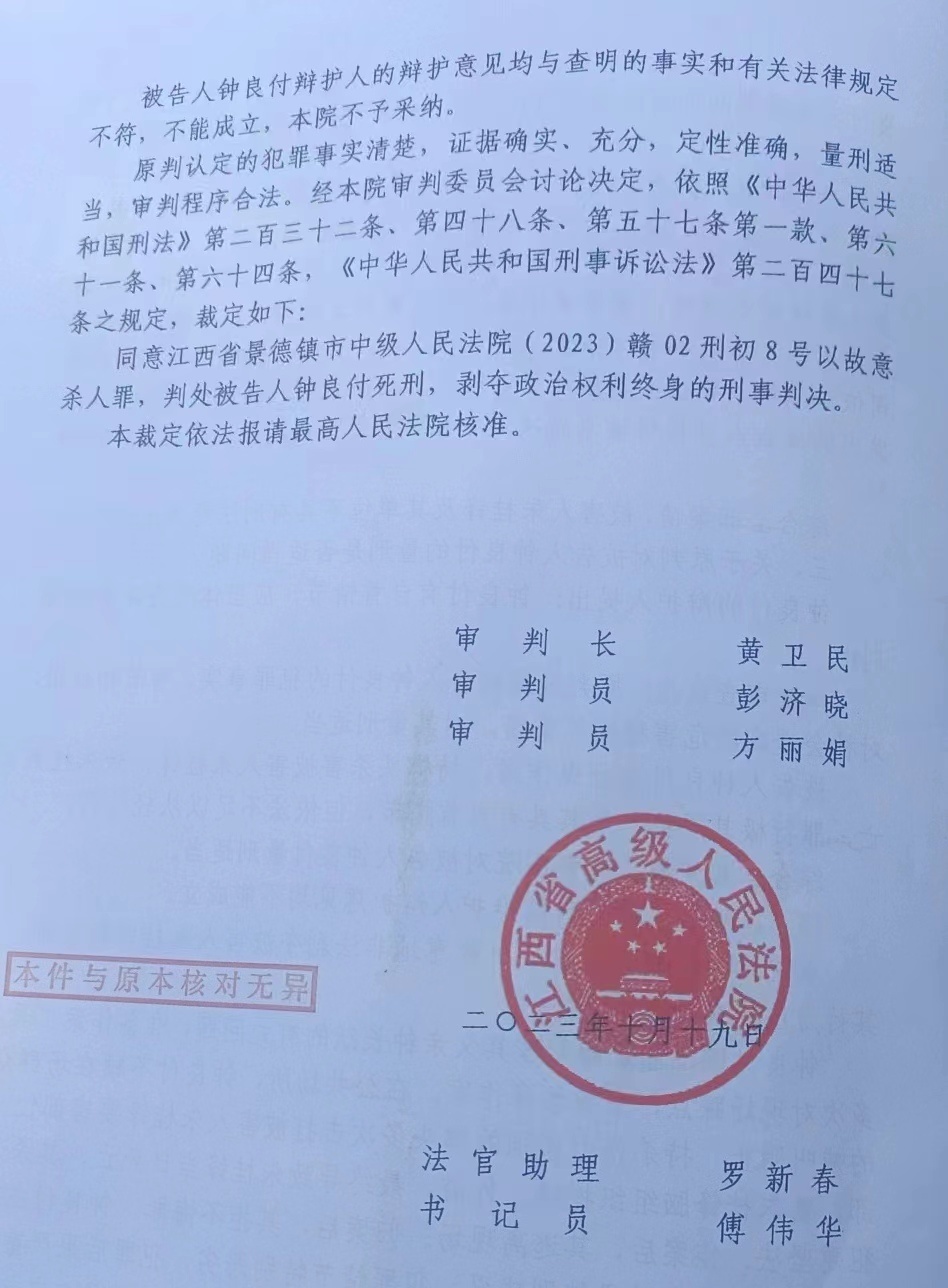 被告人钟良付辩护人的辩护意见均与查明的事实和有关法律规定
不符，不能成立，本院不予采纳。
原判认定的犯罪事实清楚，证据确实、充分，定性准确，量刑适
当，审判程序合法。经本院审判委员会讨论决定，依照《中华人民共
和国刑法》第二百三十二条、第四十八条、第五十七条第一款、第六
十一条、第六十四条，《中华人民共和国刑事诉讼法》第二百四十七
条之规定，裁定如下：
同意江西省景德镇市中级人民法院（2023）赣 02 刑初 8 号以故意
杀人罪，判处被告人钟良付死刑，剥夺政治权利终身的刑事判决。
本裁定依法报请最高人民法院核准。
审判长 黄卫民
审判员 彭济晓
审判员 方丽娟
江西省高级人民法院
本件与原本核对无异
二〇二三年十月十九日
法官助理 罗新春
书记员 傅伟华